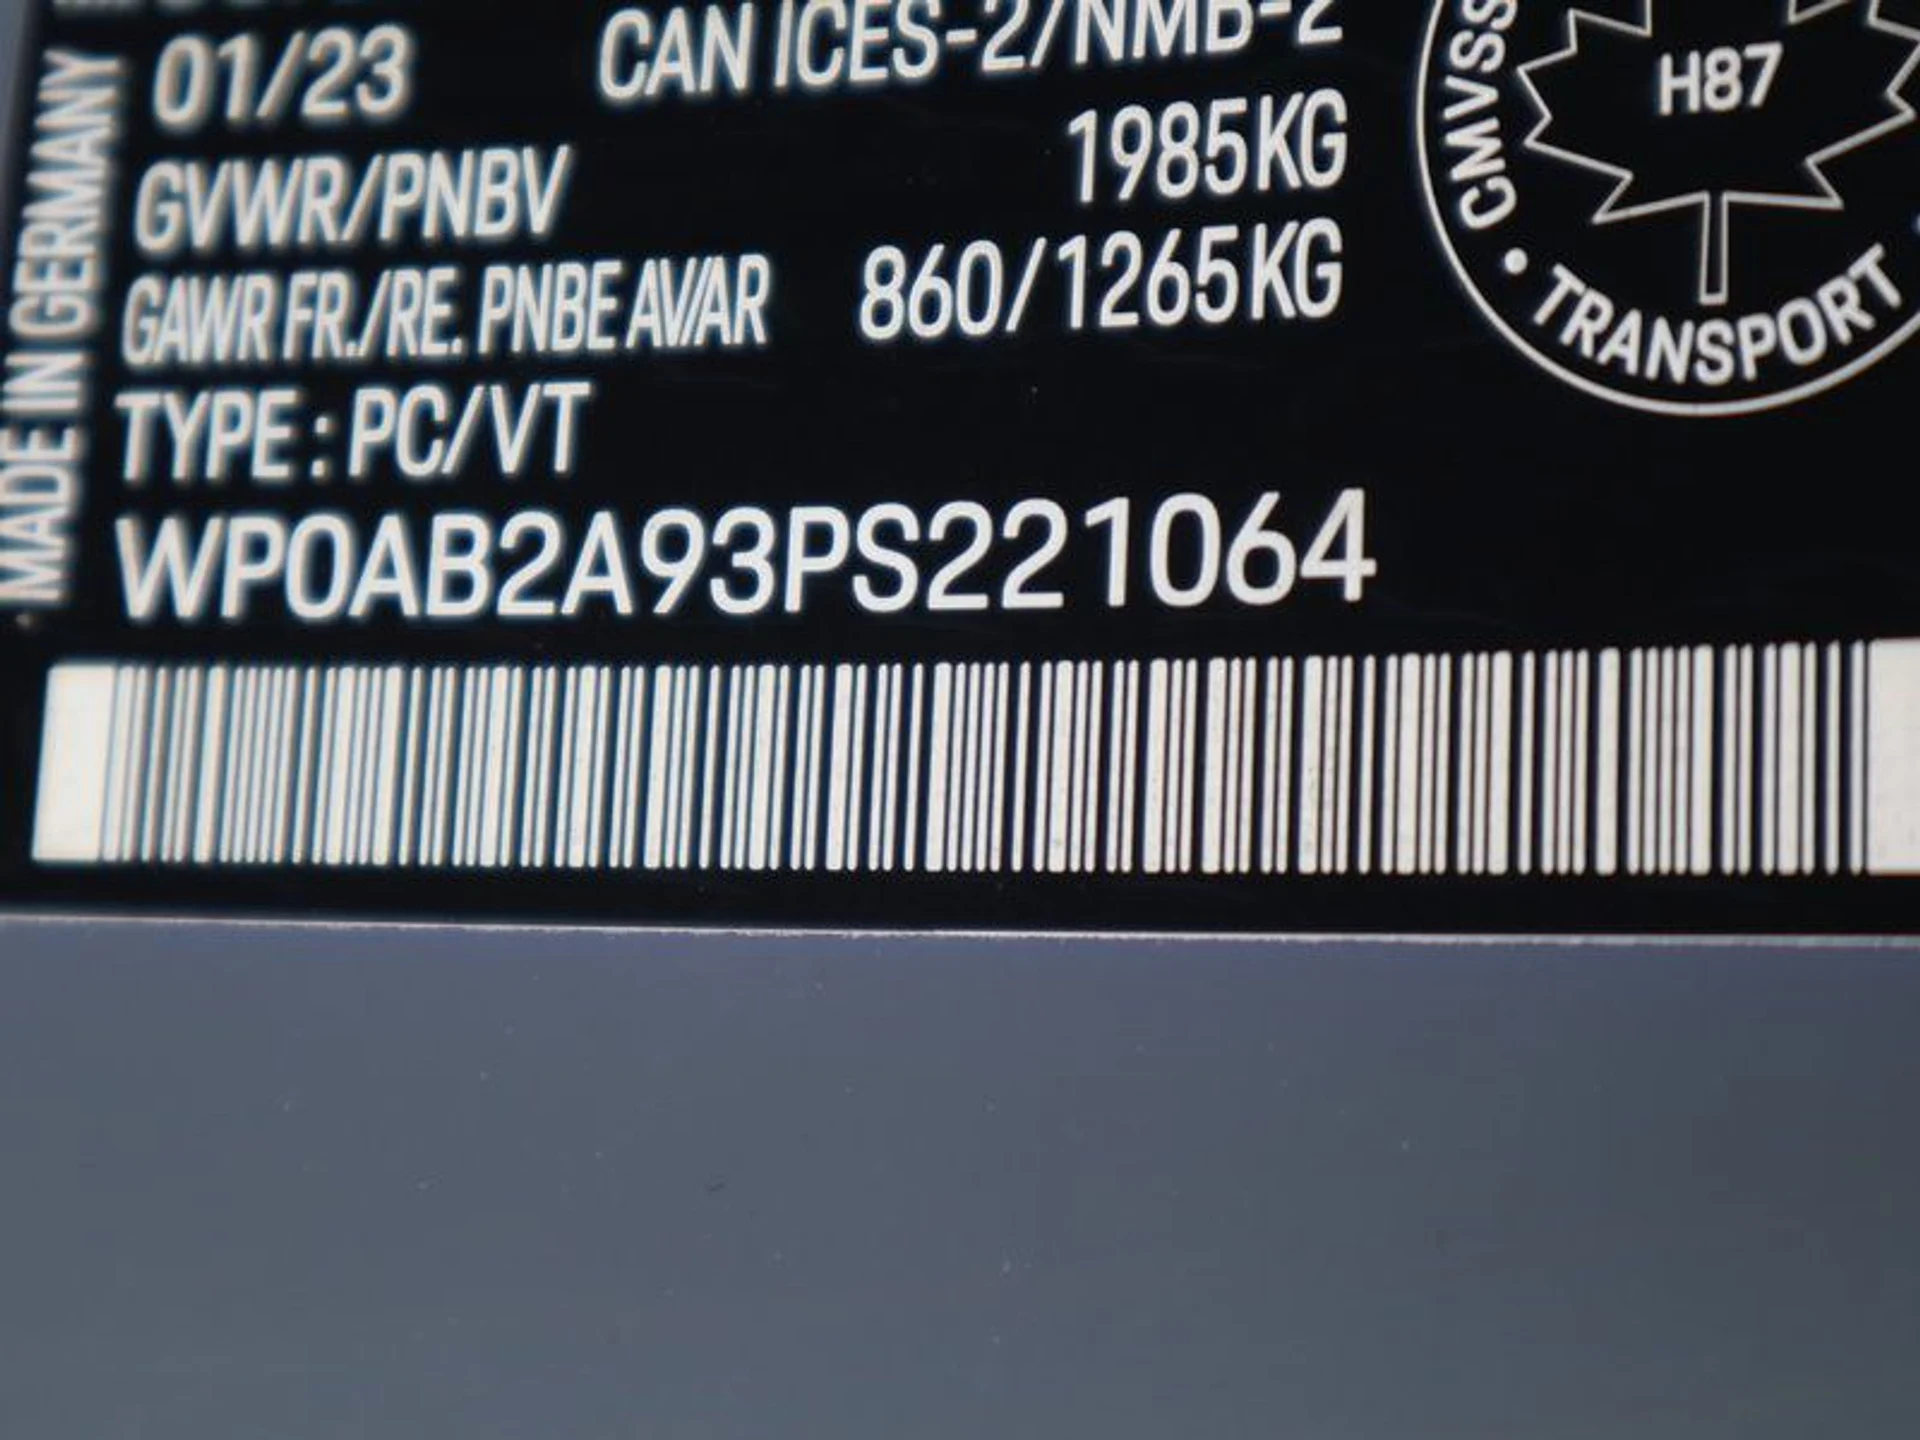 01/23 CAN ICES-2/NMB-2
GVWR/PNBV 1985KG
GAWR FR./RE. PNBE AV/AR 860/1265KG
TYPE : PC/VT
WP0AB2A93PS221064
MADE IN GERMANY
H87
CMVSS
• TRANSPORT